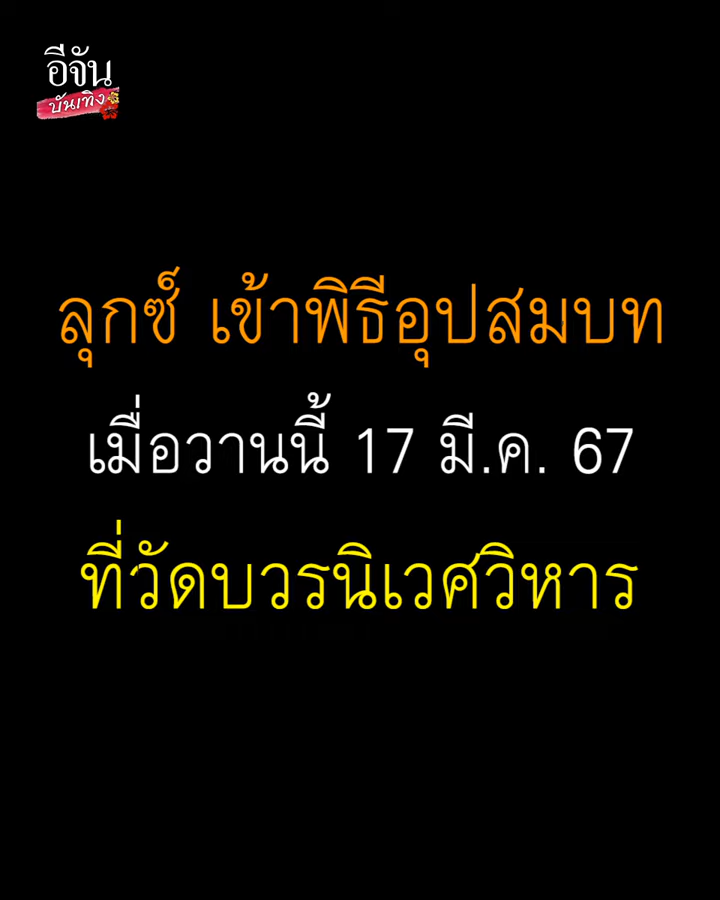 อีจัน
บันเทิง
ลุกซ์ เข้าพิธีอุปสมบท
เมื่อวานนี้ 17 มี.ค. 67
ที่วัดบวรนิเวศวิหาร